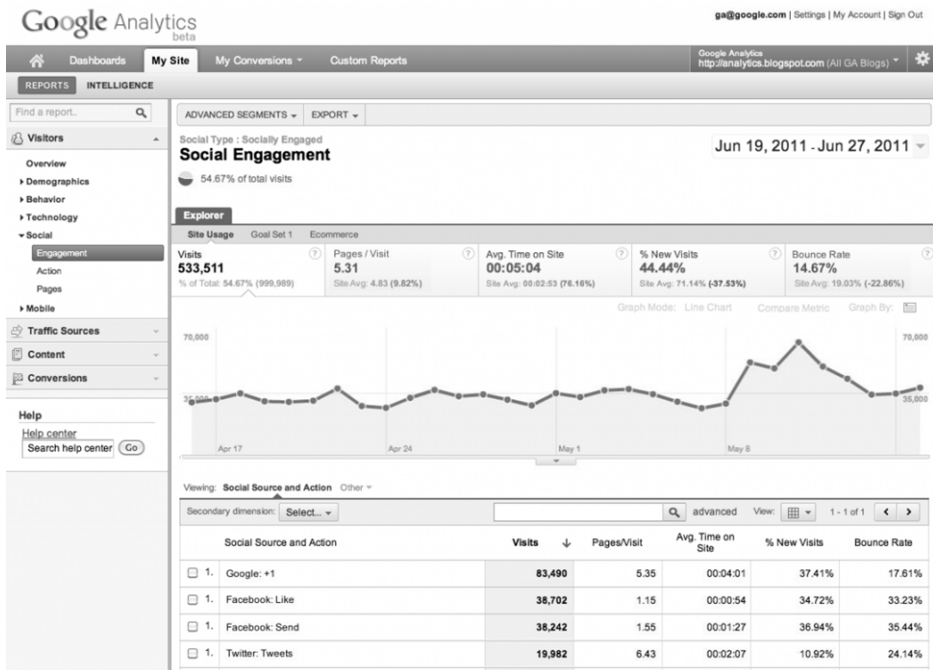 Google Analytics
beta
ga@google.com | Settings | My Account | Sign Out
Dashboards My Site My Conversions Custom Reports
Google Analytics
http://analytics.blogspot.com (All GA Blogs)
REPORTS INTELLIGENCE
Find a report..
Visitors
Overview
Demographics
Behavior
Technology
Social
Engagement
Action
Pages
Mobile
Traffic Sources
Content
Conversions
Help
Help center
Search help center Go
ADVANCED SEGMENTS EXPORT
Social Type : Socially Engaged
Social Engagement
Jun 19, 2011 - Jun 27, 2011
54.67% of total visits
Explorer
Site Usage Goal Set 1 Ecommerce
Visits ? Pages / Visit ? Avg. Time on Site ? % New Visits ? Bounce Rate ?
533,511 5.31 00:05:04 44.44% 14.67%
% of Total: 54.67% (999,989) Site Avg: 4.83 (9.82%) Site Avg: 00:02:53 (76.16%) Site Avg: 71.14% (-37.53%) Site Avg: 19.03% (-22.86%)
Graph Mode: Line Chart Compare Metric Graph By:
70,000 70,000
35,000 35,000
Apr 17 Apr 24 May 1 May 8
Viewing: Social Source and Action Other
Secondary dimension: Select... advanced View: 1 - 1 of 1
Social Source and Action Visits Pages/Visit Avg. Time on Site % New Visits Bounce Rate
1. Google: +1 83,490 5.35 00:04:01 37.41% 17.61%
1. Facebook: Like 38,702 1.15 00:00:54 34.72% 33.23%
1. Facebook: Send 38,242 1.55 00:01:27 36.94% 35.44%
1. Twitter: Tweets 19,982 6.43 00:02:07 10.92% 24.14%